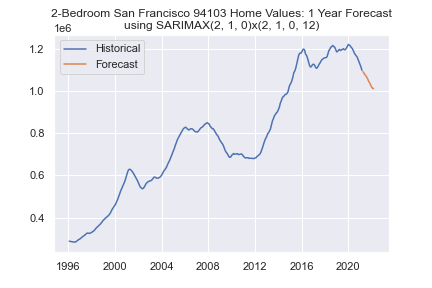 2-Bedroom San Francisco 94103 Home Values: 1 Year Forecast
using SARIMAX(2, 1, 0)x(2, 1, 0, 12)
1e6
Historical
Forecast
1.2
1.0
0.8
0.6
0.4
1996 2000 2004 2008 2012 2016 2020